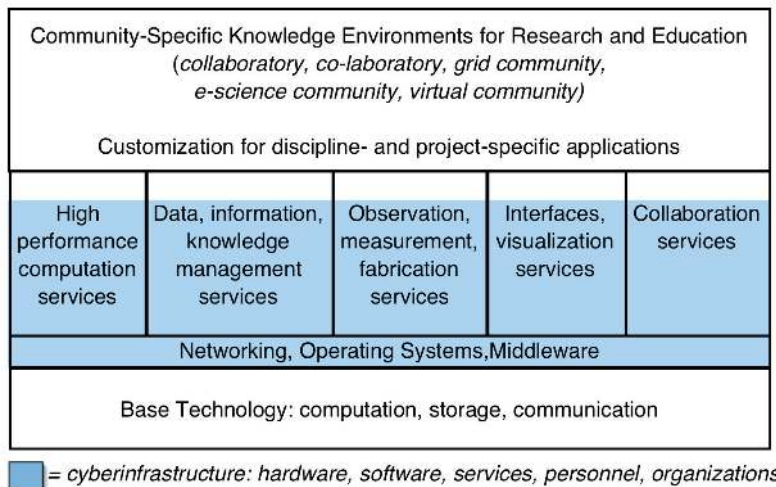 Community-Specific Knowledge Environments for Research and Education
(collaboratory, co-laboratory, grid community,
e-science community, virtual community)
Customization for discipline- and project-specific applications
High
performance
computation
services
Data, information,
knowledge
management
services
Observation,
measurement,
fabrication
services
Interfaces,
visualization
services
Collaboration
services
Networking, Operating Systems,Middleware
Base Technology: computation, storage, communication
= cyberinfrastructure: hardware, software, services, personnel, organizations